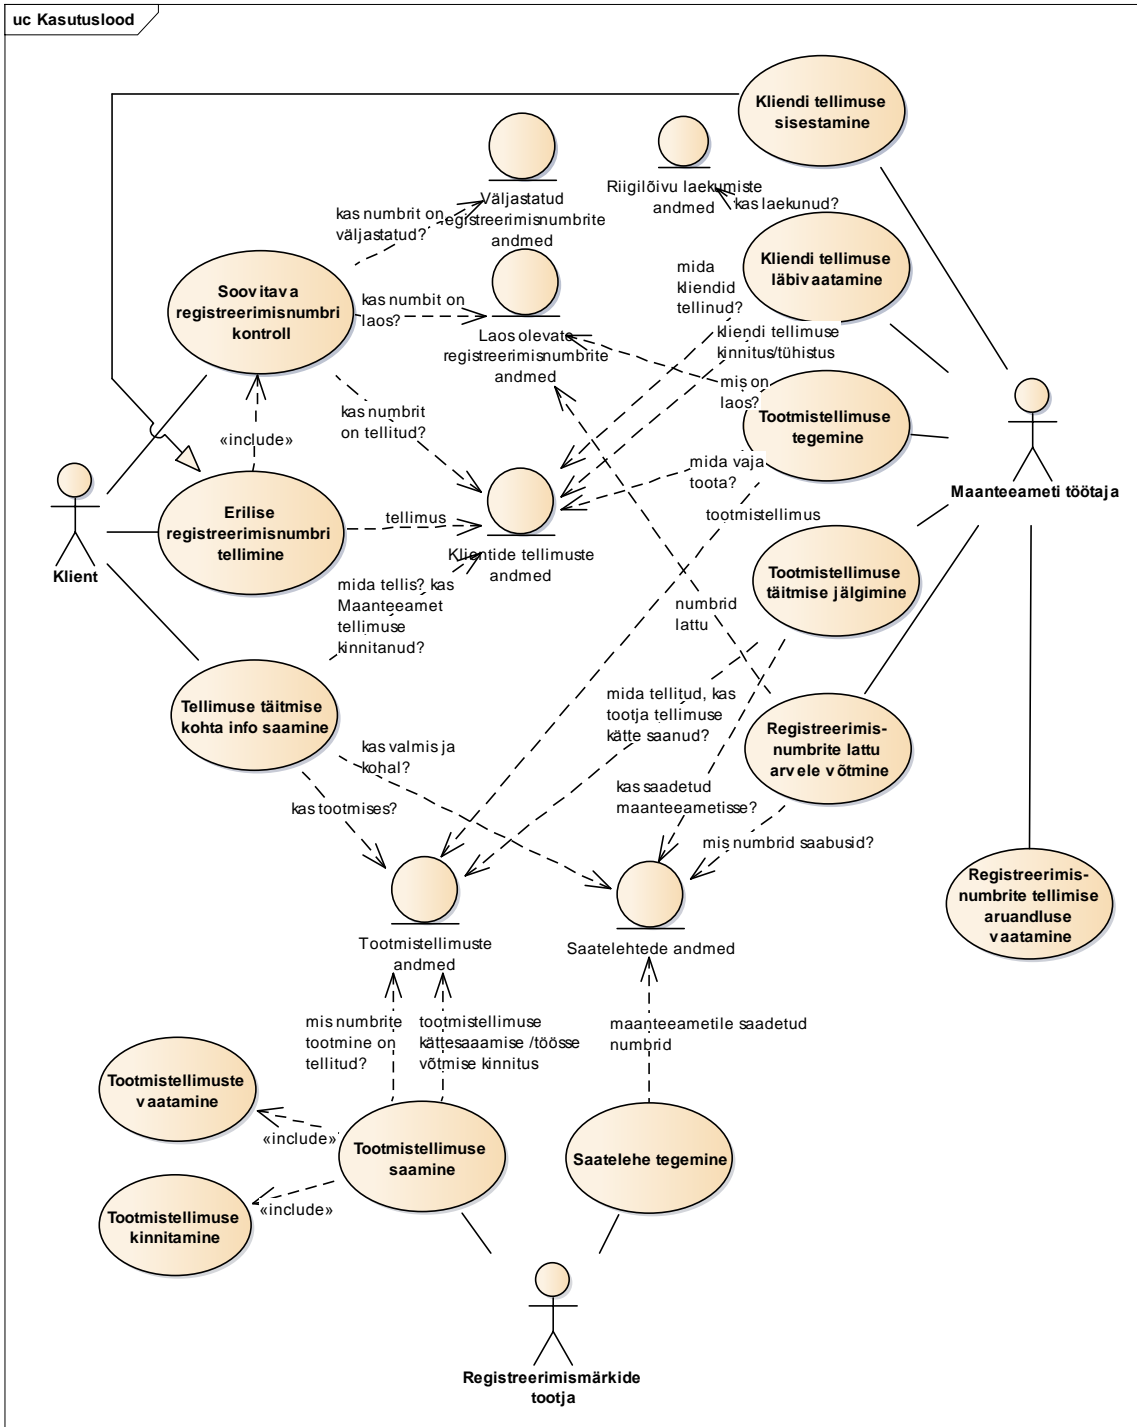 uc Kasutuslood
Kliendi tellimuse
sisestamine
Väljastatud
registreerimisnumbrite
andmed
Riigilõivu laekumiste
andmed
kas laekunud?
kas numbrit on
väljastatud?
Kliendi tellimuse
läbivaatamine
Soovitava
registreerimisnumbri
kontroll
kas numbit on
laos?
Laos olevate
registreerimisnumbrite
andmed
mida
kliendid
tellinud?
kliendi tellimuse
kinnitus/tühistus
mis on
laos?
Tootmistellimuse
tegemine
kas numbrit
on tellitud?
«include»
Klient
Maanteeameti töötaja
Erilise
registreerimisnumbri
tellimine
tellimus
Klientide tellimuste
andmed
mida vaja
toota?
tootmistellimus
Tootmistellimuse
täitmise jälgimine
mida tellis? kas
Maanteeamet
tellimuse
kinnitanud?
numbrid
lattu
Tellimuse täitmise
kohta info saamine
mida tellitud, kas
tootja tellimuse
kätte saanud?
Registreerimis-
numbrite lattu
arvele võtmine
kas valmis ja
kohal?
kas tootmises?
kas saadetud
maanteeametisse?
mis numbrid saabusid?
Registreerimis-
numbrite tellimise
aruandluse
vaatamine
Tootmistellimuste
andmed
Saatelehtede andmed
mis numbrite
tootmine on
tellitud?
tootmistellimuse
kättesaaamise /töösse
võtmise kinnitus
maanteeametile saadetud
numbrid
Tootmistellimuste
vaatamine
«include»
Tootmistellimuse
saamine
Saatelehe tegemine
Tootmistellimuse
kinnitamine
«include»
Registreerimismärkide
tootja